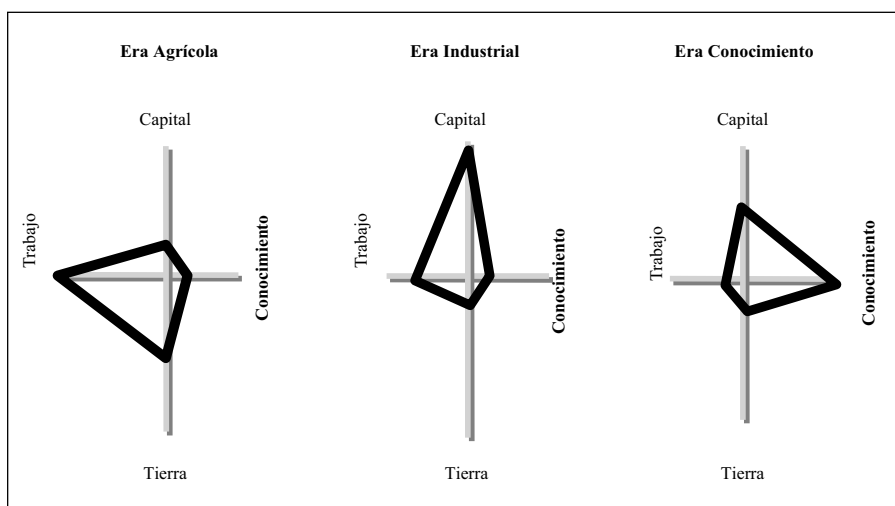 Era Agrícola
Capital
Trabajo
Conocimiento
Tierra
Era Industrial
Capital
Trabajo
Conocimiento
Tierra
Era Conocimiento
Capital
Trabajo
Conocimiento
Tierra